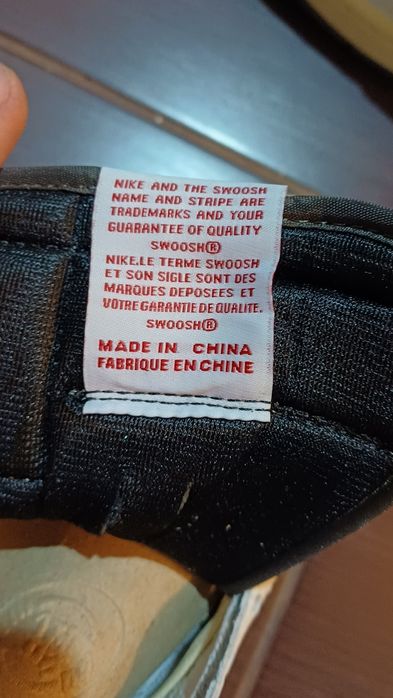 NIKE AND THE SWOOSH
NAME AND STRIPE ARE
TRADEMARKS AND YOUR
GUARANTEE OF QUALITY
SWOOSH®
NIKE.LE TERME SWOOSH
ET SON SIGLE SONT DES
MARQUES DEPOSEES ET
VOTRE GARANTIE DE QUALITE.
SWOOSH®
MADE IN CHINA
FABRIQUE EN CHINE